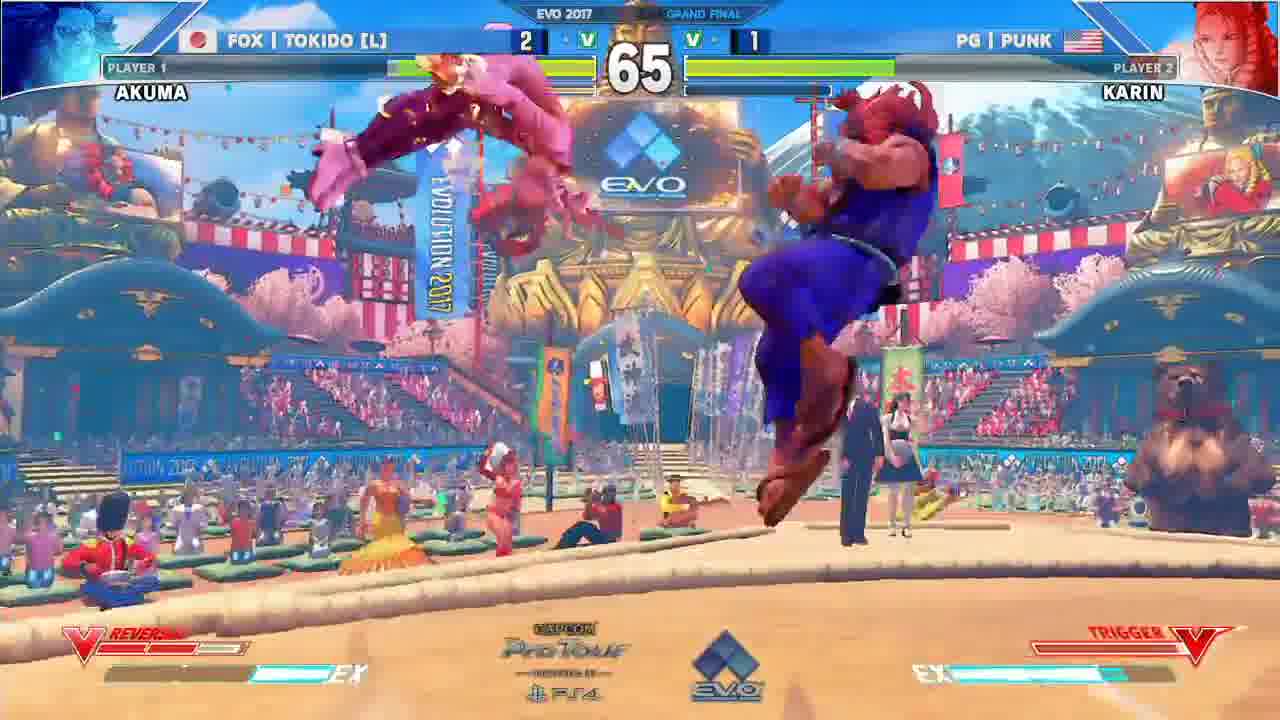 EVO 2017 GRAND FINAL
FOX | TOKIDO [L] 2 V 65 V 1 PG | PUNK
PLAYER 1 PLAYER 2
AKUMA KARIN
EVO
EVOLUTION 2017
REVERSAL TRIGGER
EX EX
CAPCOM
PRO TOUR
PS4
EVO